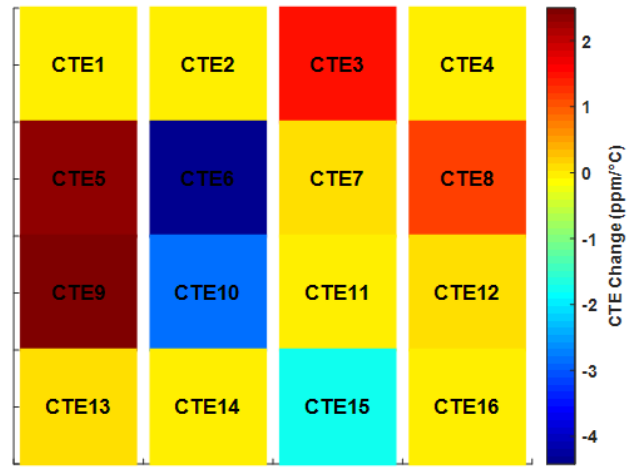 CTE1 CTE2 CTE3 CTE4
CTE5 CTE6 CTE7 CTE8
CTE9 CTE10 CTE11 CTE12
CTE13 CTE14 CTE15 CTE16
2
1
0
-1
-2
-3
-4
CTE Change (ppm/°C)